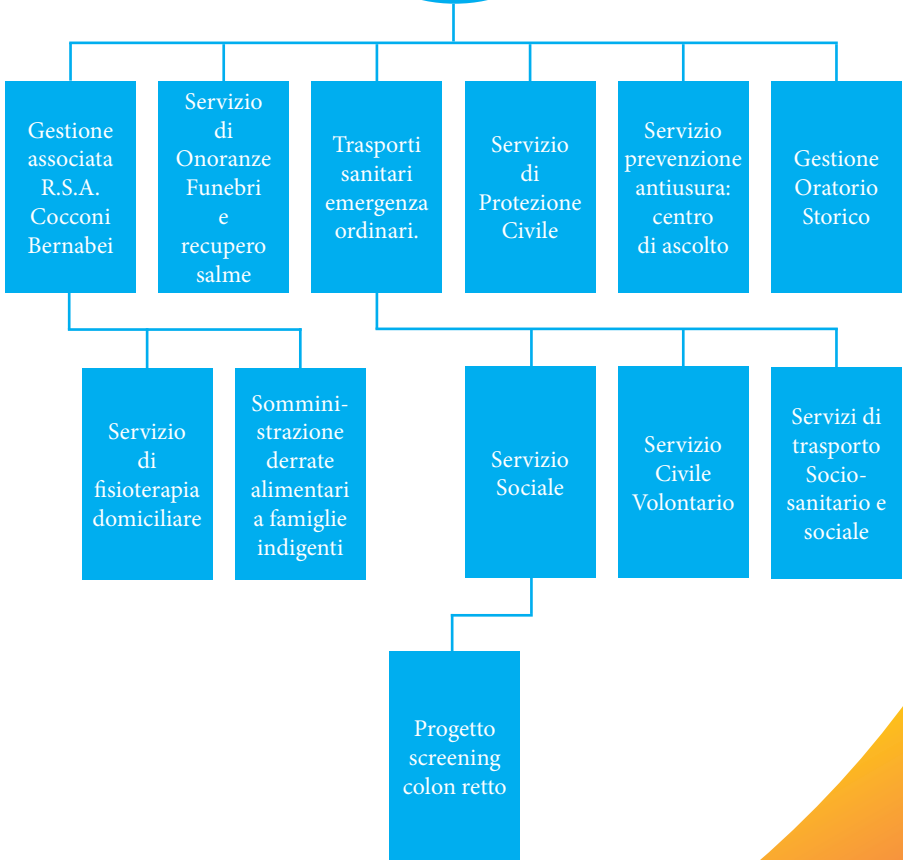 Gestione
associata
R.S.A.
Cocconi
Bernabei
Servizio
di
Onoranze
Funebri
e
recupero
salme
Trasporti
sanitari
emergenza
ordinari.
Servizio
di
Protezione
Civile
Servizio
prevenzione
antiusura:
centro
di ascolto
Gestione
Oratorio
Storico
Servizio
di
fisioterapia
domiciliare
Sommini-
strazione
derrate
alimentari
a famiglie
indigenti
Servizio
Sociale
Servizio
Civile
Volontario
Servizi di
trasporto
Socio-
sanitario e
sociale
Progetto
screening
colon retto